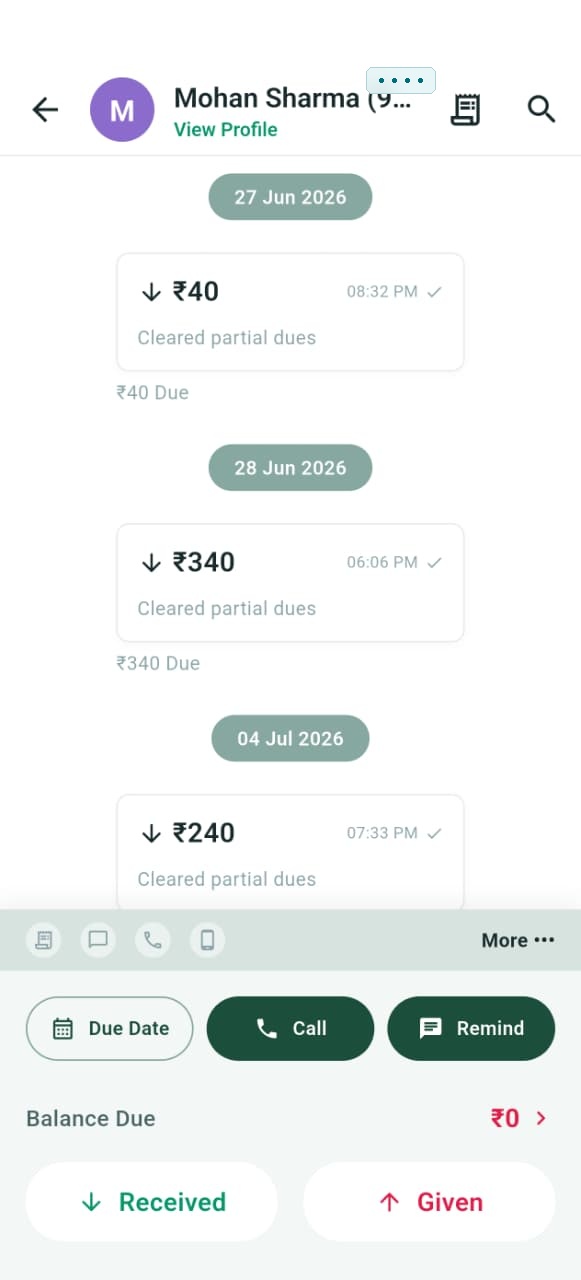 M
Mohan Sharma (9...
View Profile
27 Jun 2026
₹40
08:32 PM
Cleared partial dues
₹40 Due
28 Jun 2026
₹340
06:06 PM
Cleared partial dues
₹340 Due
04 Jul 2026
₹240
07:33 PM
Cleared partial dues
More •••
Due Date
Call
Remind
Balance Due
₹0
Received
Given